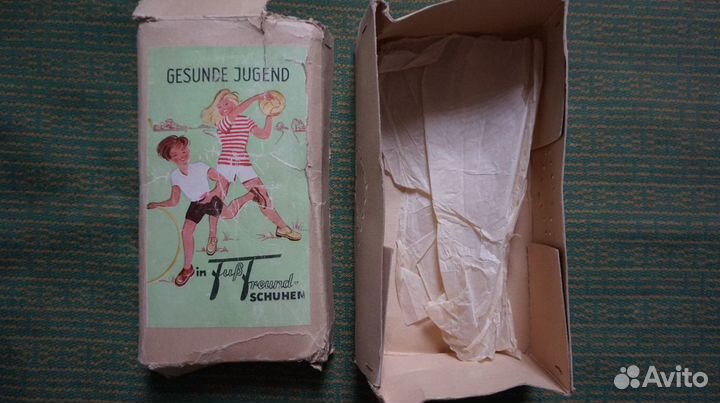 GESUNDE JUGEND
in Fuß Freund-
SCHUHEN
Avito